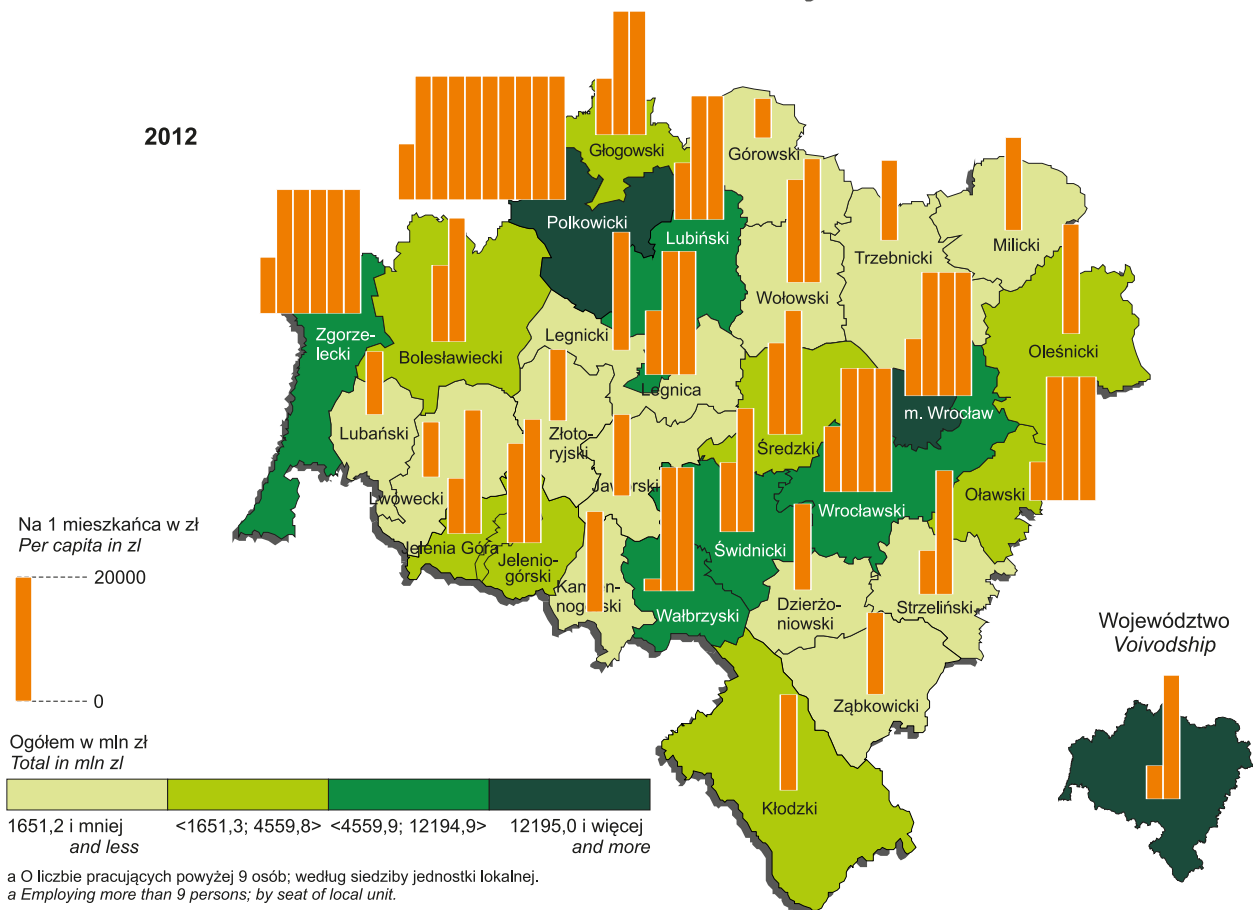 2012
Głogowski
Górowski
Polkowicki
Lubiński
Trzebnicki
Milicki
Wołowski
Zgorze-
lecki
Bolesławiecki
Legnicki
Oleśnicki
Legnica
m. Wrocław
Lubański
Złoto-
ryjski
Średzki
Lwówecki
Jaworski
Wrocławski
Oławski
Jelenia Góra
Jelenio-
górski
Świdnicki
Kamien-
nogórski
Wałbrzyski
Dzierżo-
niowski
Strzeliński
Ząbkowicki
Kłodzki
Na 1 mieszkańca w zł
Per capita in zl
20000
0
Województwo
Voivodship
Ogółem w mln zł
Total in mln zl
1651,2 i mniej
and less
<1651,3; 4559,8>
<4559,9; 12194,9>
12195,0 i więcej
and more
a O liczbie pracujących powyżej 9 osób; według siedziby jednostki lokalnej.
a Employing more than 9 persons; by seat of local unit.